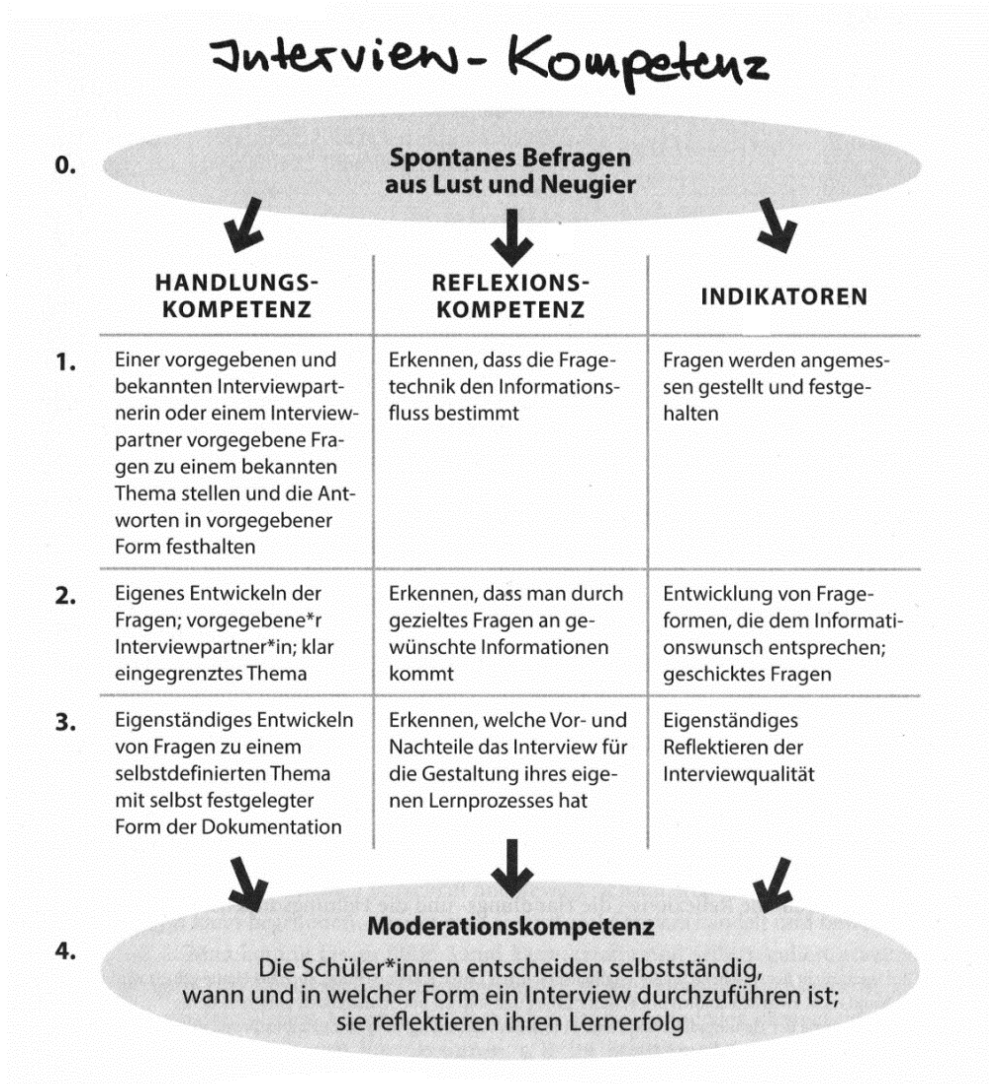 Interview - Kompetenz
0.
Spontanes Befragen
aus Lust und Neugier
HANDLUNGS-
KOMPETENZ
REFLEXIONS-
KOMPETENZ
INDIKATOREN
1.
Einer vorgegebenen und
bekannten Interviewpart-
nerin oder einem Interview-
partner vorgegebene Fra-
gen zu einem bekannten
Thema stellen und die Ant-
worten in vorgegebener
Form festhalten
Erkennen, dass die Frage-
technik den Informations-
fluss bestimmt
Fragen werden angemes-
sen gestellt und festge-
halten
2.
Eigenes Entwickeln der
Fragen; vorgegebene*r
Interviewpartner*in; klar
eingegrenztes Thema
Erkennen, dass man durch
gezieltes Fragen an ge-
wünschte Informationen
kommt
Entwicklung von Frage-
formen, die dem Informati-
onswunsch entsprechen;
geschicktes Fragen
3.
Eigenständiges Entwickeln
von Fragen zu einem
selbstdefinierten Thema
mit selbst festgelegter
Form der Dokumentation
Erkennen, welche Vor- und
Nachteile das Interview für
die Gestaltung ihres eige-
nen Lernprozesses hat
Eigenständiges
Reflektieren der
Interviewqualität
4.
Moderationskompetenz
Die Schüler*innen entscheiden selbstständig,
wann und in welcher Form ein Interview durchzuführen ist;
sie reflektieren ihren Lernerfolg